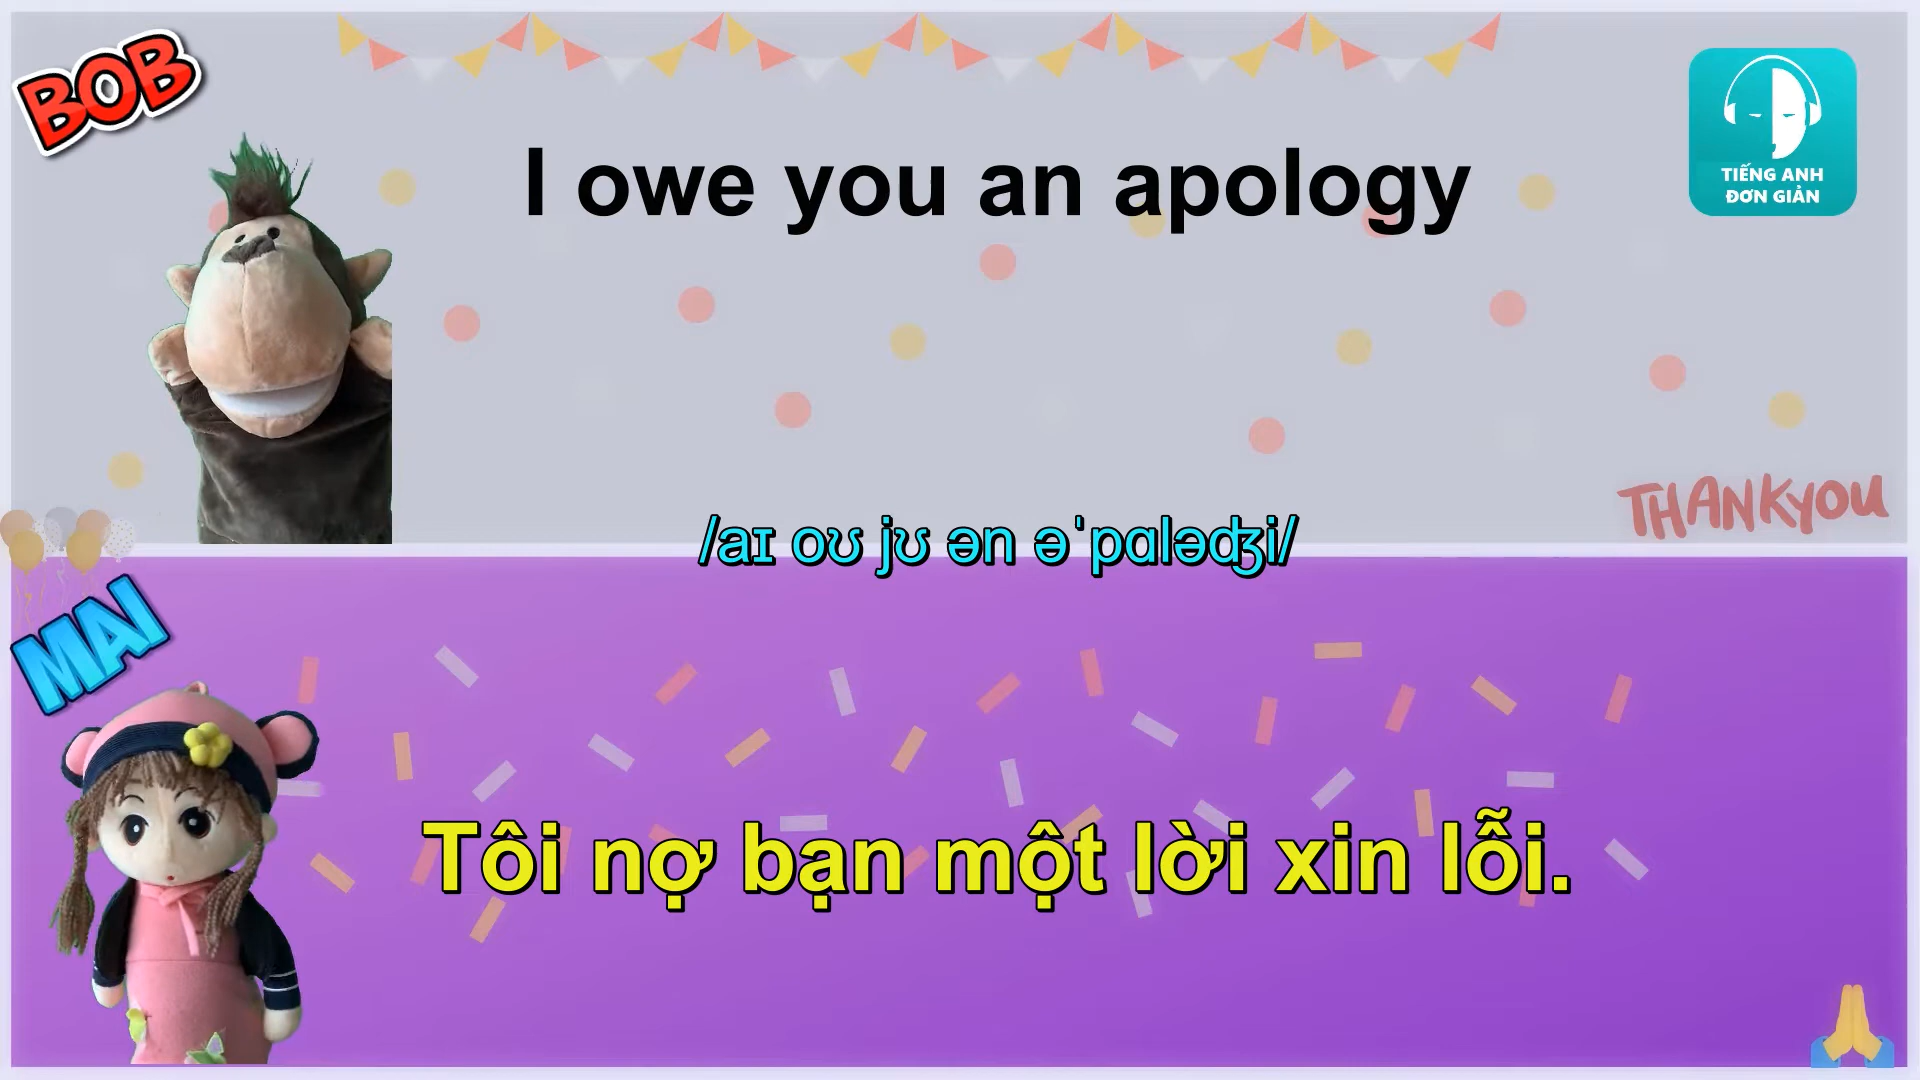 BOB
I owe you an apology
TIẾNG ANH
ĐƠN GIẢN
THANKYOU
/aɪ oʊ jʊ ən əˈpɑləʤi/
MAI
Tôi nợ bạn một lời xin lỗi.